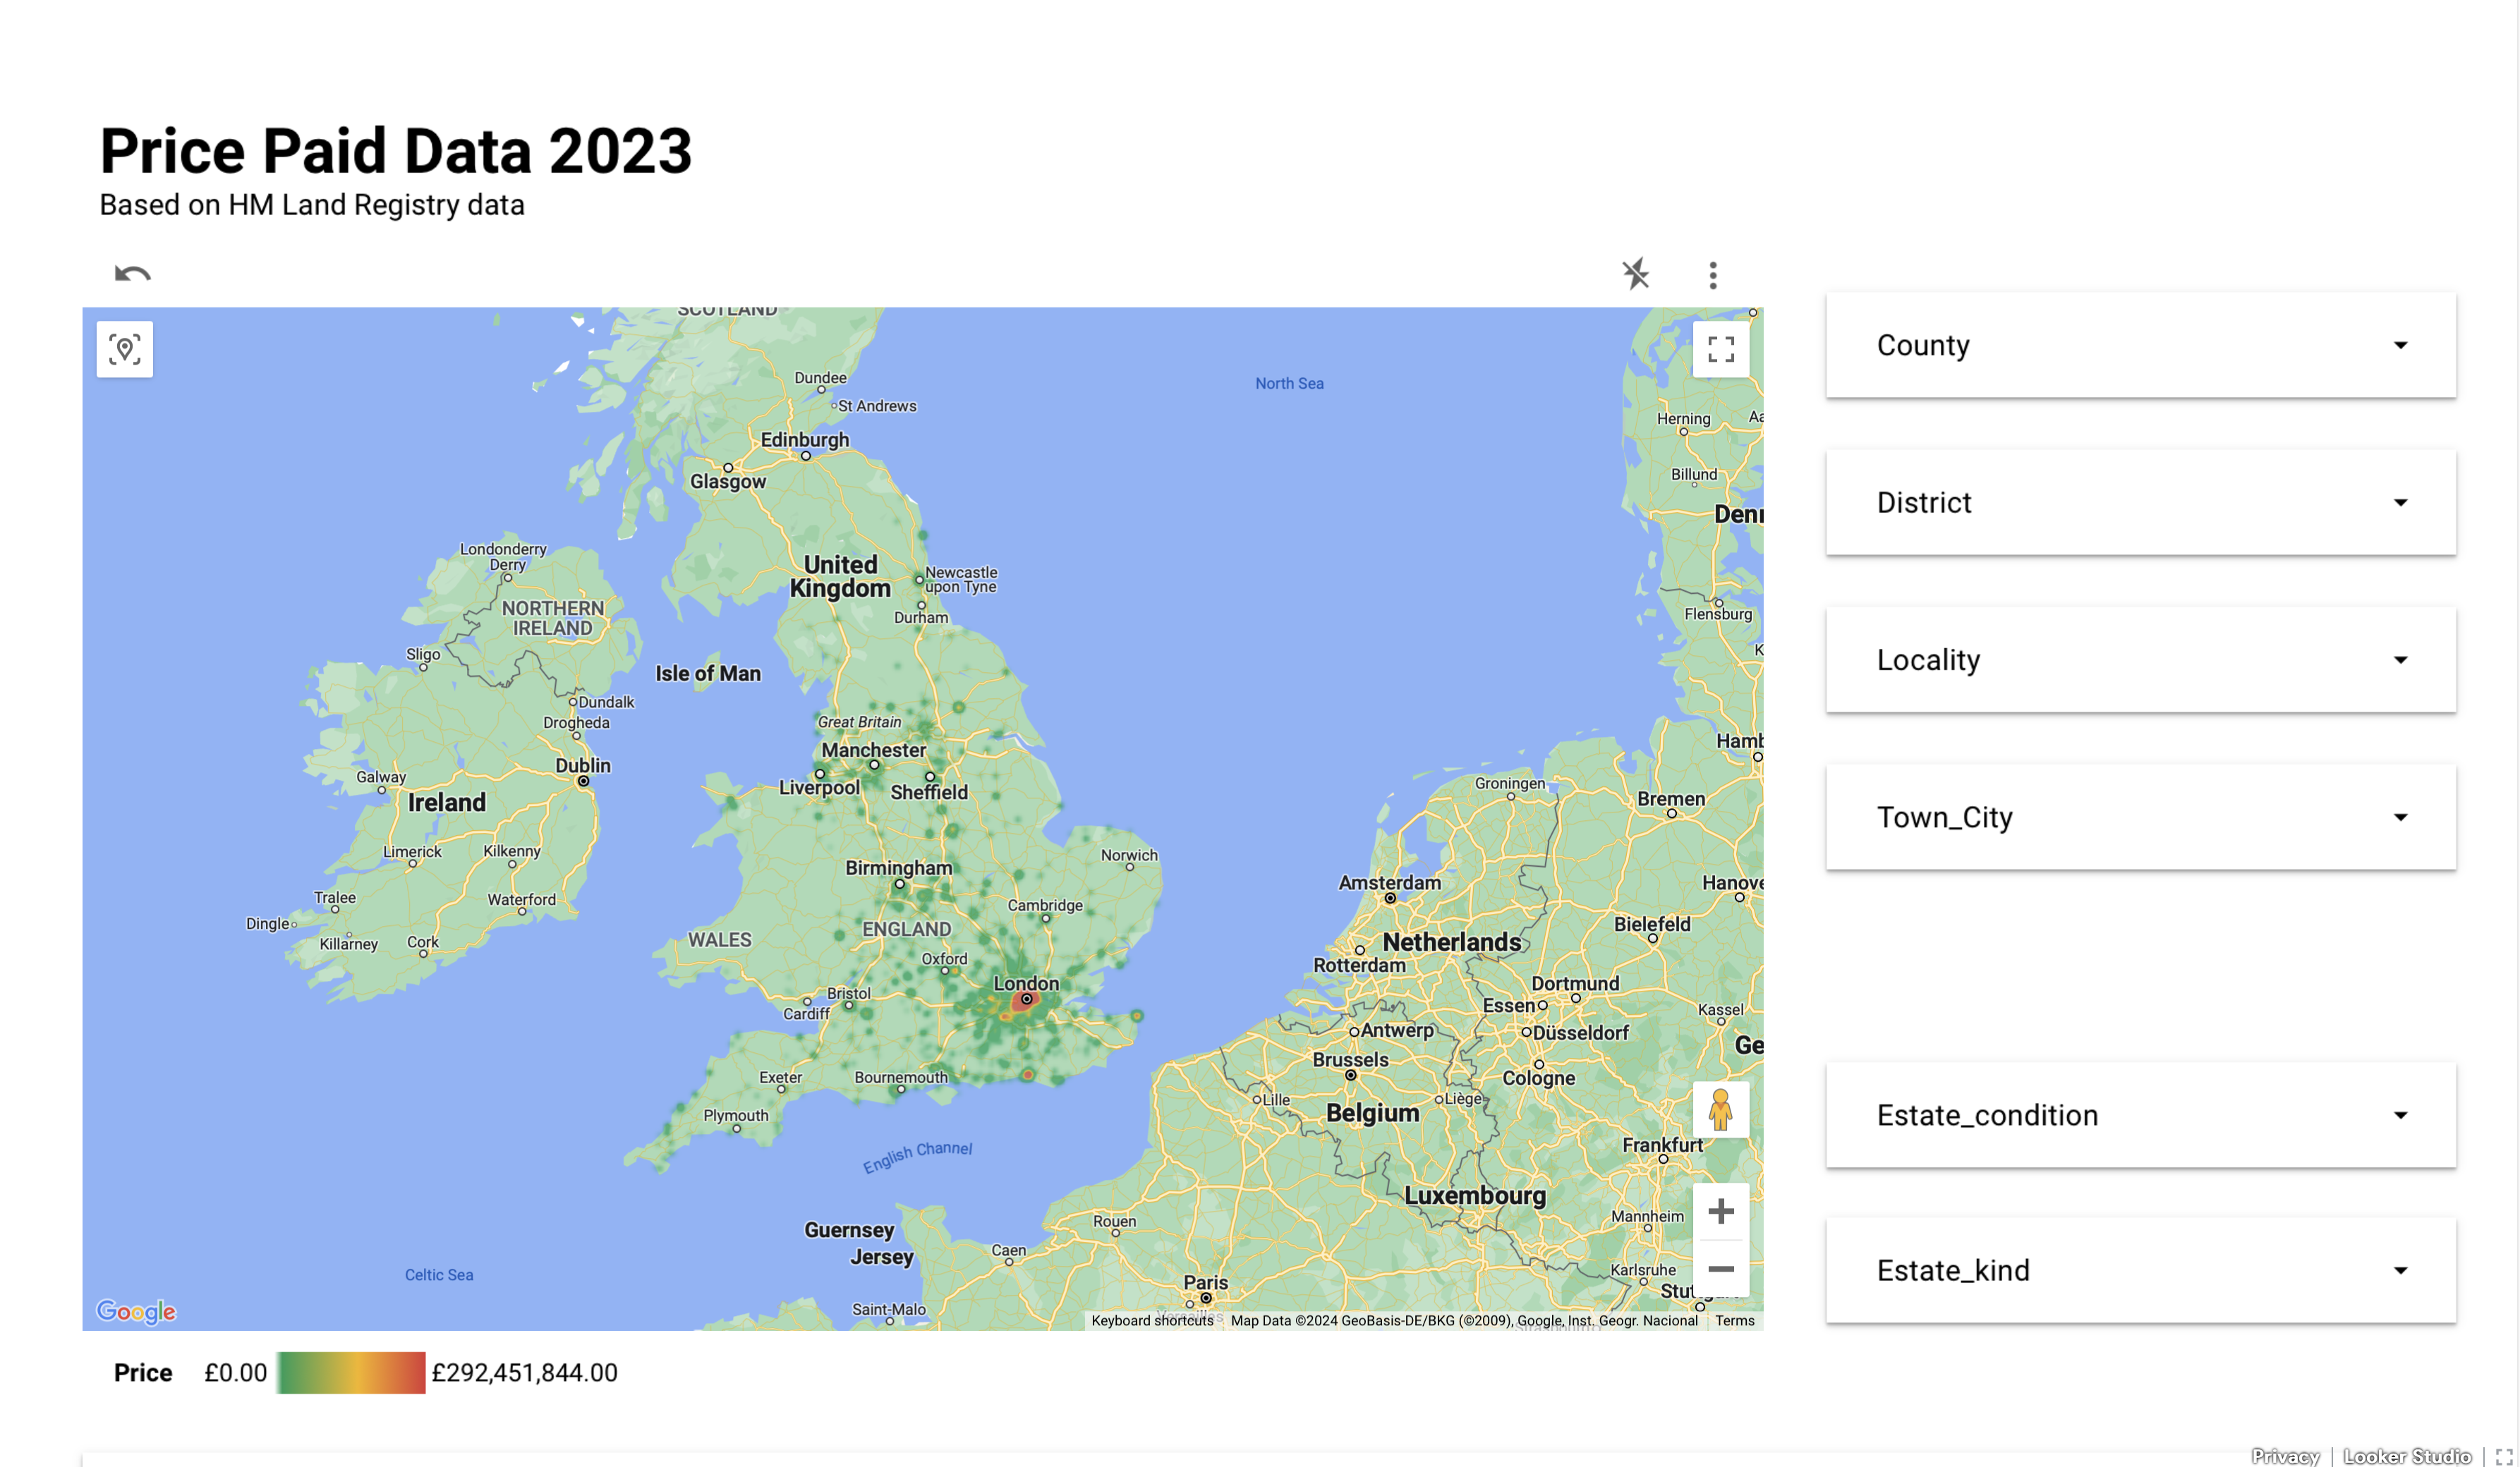 Price Paid Data 2023
Based on HM Land Registry data
SCOTLAND
North Sea
Dundee
St Andrews
Edinburgh
Glasgow
Herning
Aa
Billund
Denr
Londonderry
Derry
United
Kingdom
Newcastle
upon Tyne
NORTHERN
IRELAND
Durham
Flensburg
Sligo
K
Isle of Man
Dundalk
Drogheda
Great Britain
Manchester
Hamb
Dublin
Galway
Liverpool
Sheffield
Groningen
Ireland
Bremen
Limerick
Kilkenny
Norwich
Birmingham
Amsterdam
Hanove
Tralee
Waterford
Cambridge
Dingle
Killarney
Cork
WALES
ENGLAND
Bielefeld
Netherlands
Oxford
Rotterdam
London
Dortmund
Bristol
Essen
Cardiff
Kassel
Antwerp
Düsseldorf
Ge
Brussels
Exeter
Bournemouth
Cologne
Lille
Liège
Plymouth
Belgium
English Channel
Frankfurt
Luxembourg
Guernsey
Rouen
Mannheim
Jersey
Caen
Celtic Sea
Karlsruhe
Paris
Saint-Malo
Google
Keyboard shortcuts
Map Data ©2024 GeoBasis-DE/BKG (©2009), Google, Inst. Geogr. Nacional
Terms
Price £0.00 £292,451,844.00
County
District
Locality
Town_City
Estate_condition
Estate_kind
Privacy | Looker Studio |